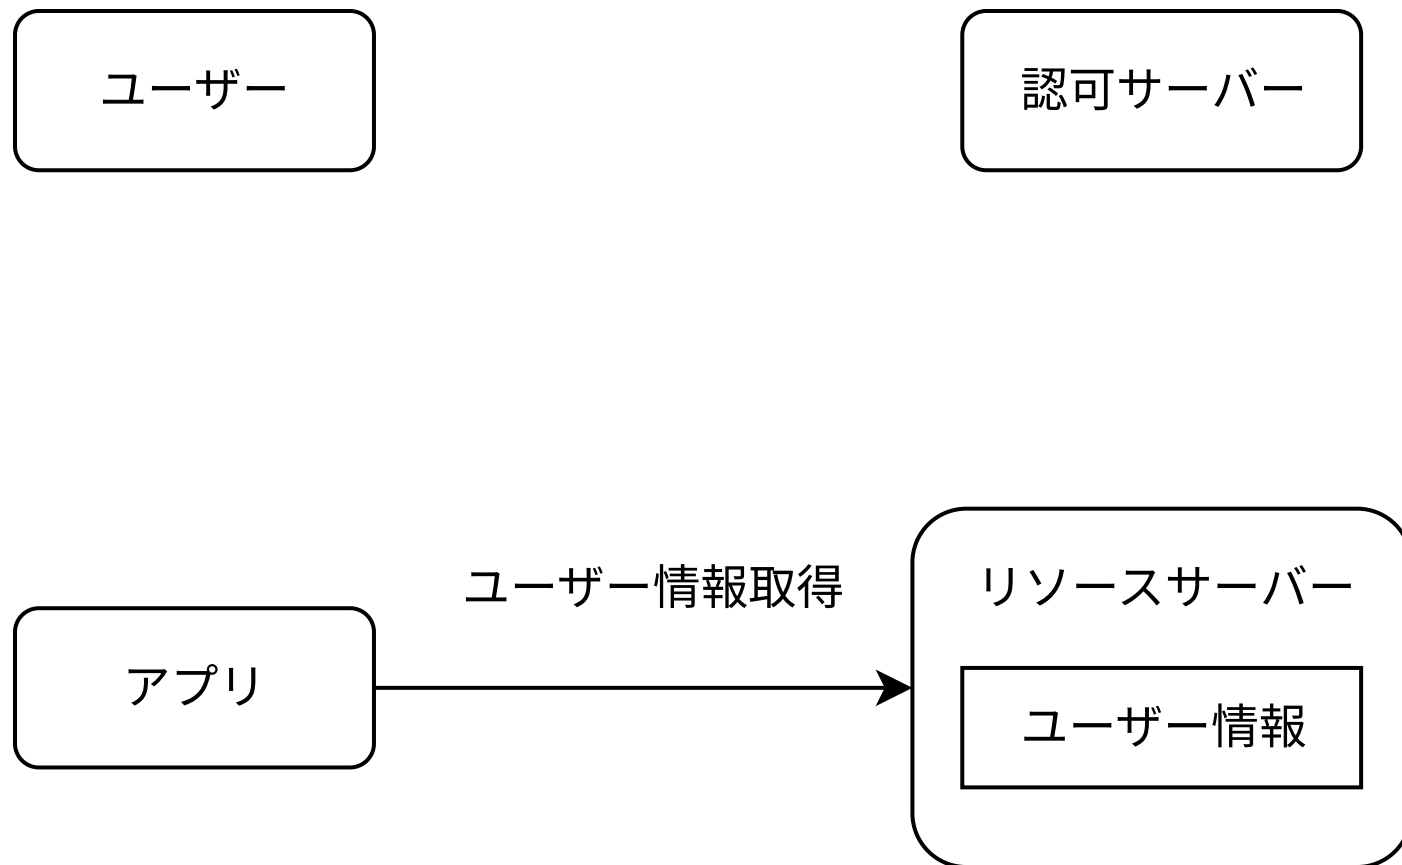 ユーザー
認可サーバー
ユーザー情報取得
リソースサーバー
アプリ
ユーザー情報